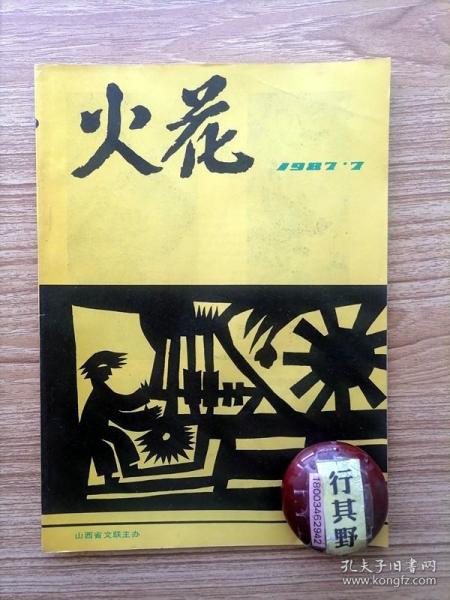 火花
1987·7
山西省文联主办
18003462942
行其野
孔夫子旧书网
www.kongfz.com